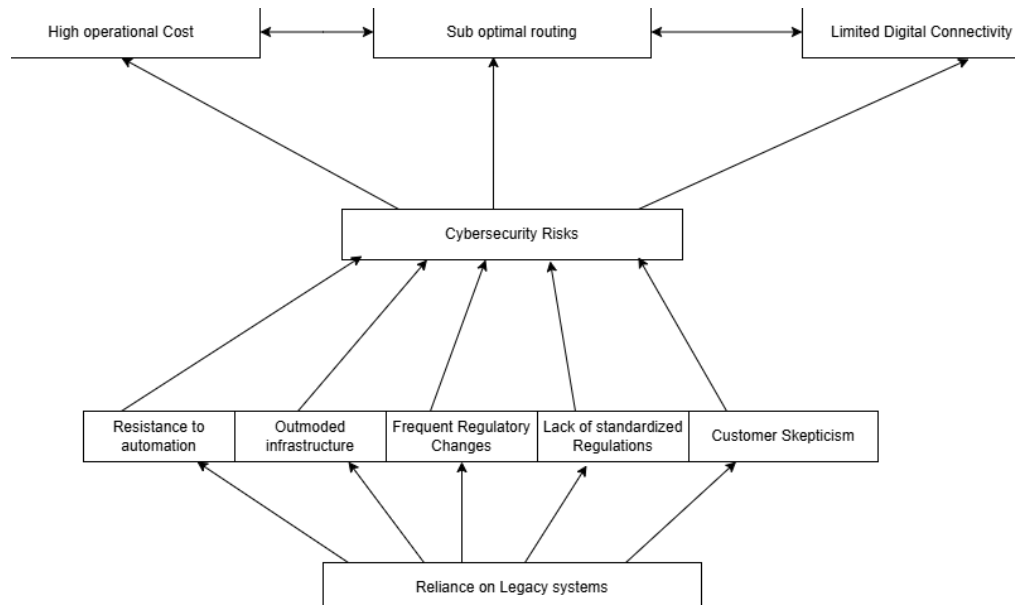 High operational Cost
Sub optimal routing
Limited Digital Connectivity
Cybersecurity Risks
Resistance to
automation
Outmoded
infrastructure
Frequent Regulatory
Changes
Lack of standardized
Regulations
Customer Skepticism
Reliance on Legacy systems